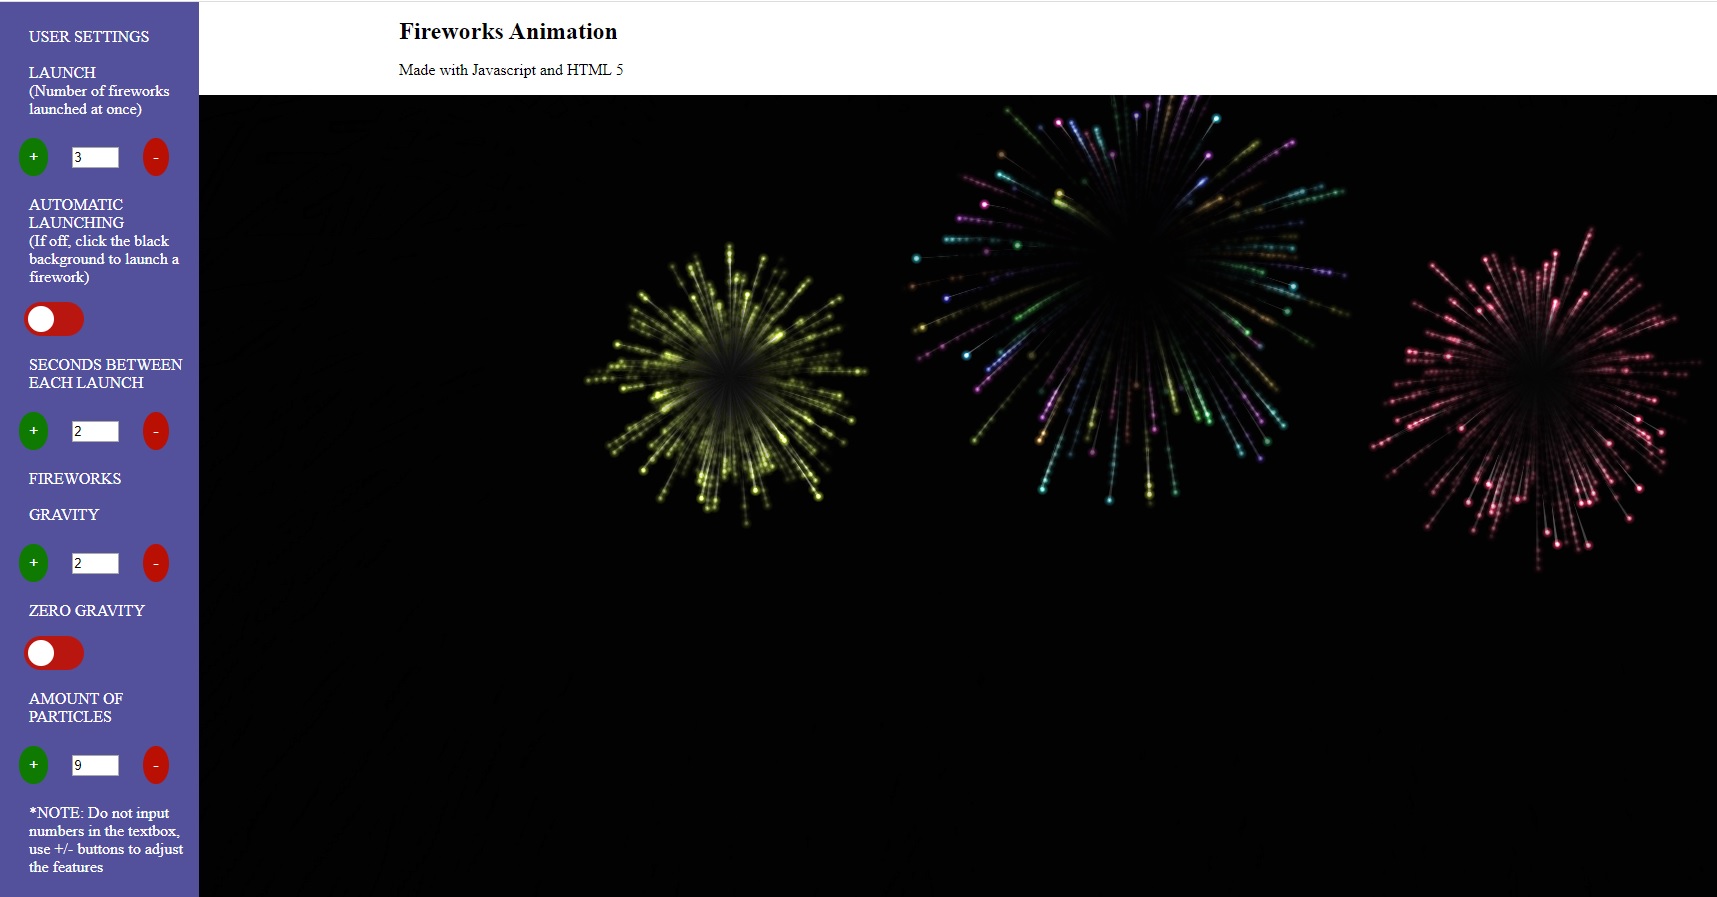 USER SETTINGS
LAUNCH
(Number of fireworks
launched at once)
+ 3 -
AUTOMATIC
LAUNCHING
(If off, click the black
background to launch a
firework)
SECONDS BETWEEN
EACH LAUNCH
+ 2 -
FIREWORKS
GRAVITY
+ 2 -
ZERO GRAVITY
AMOUNT OF
PARTICLES
+ 9 -
*NOTE: Do not input
numbers in the textbox,
use +/- buttons to adjust
the features
Fireworks Animation
Made with Javascript and HTML 5